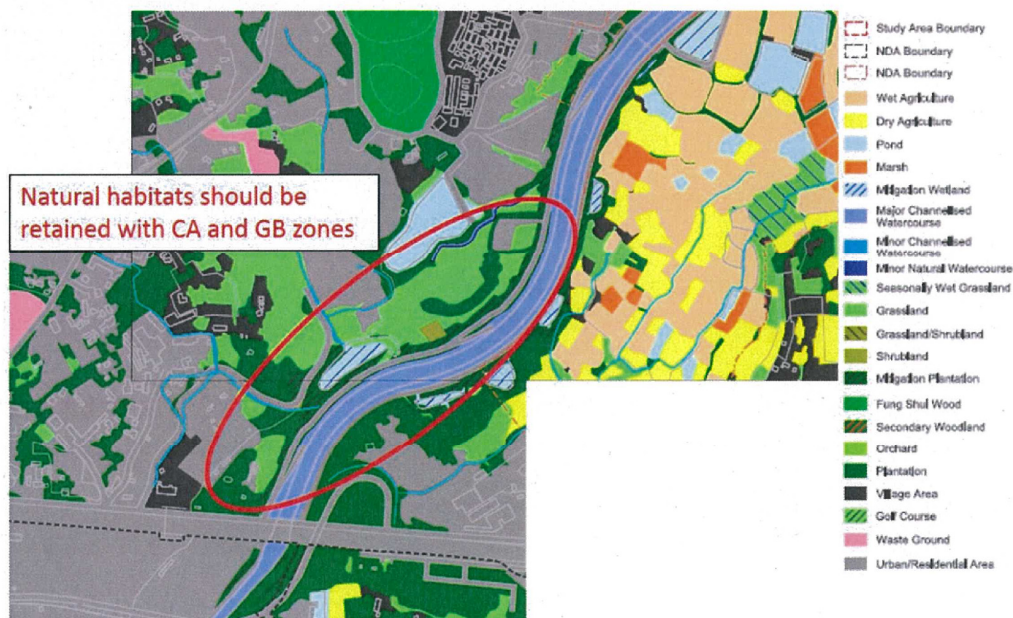 Natural habitats should be
retained with CA and GB zones
Study Area Boundary
NDA Boundary
NDA Boundary
Wet Agriculture
Dry Agriculture
Pond
Marsh
Mitigation Wetland
Major Channelised
Watercourse
Minor Channelised
Watercourse
Minor Natural Watercourse
Seasonally Wet Grassland
Grassland
Grassland/Shrubland
Shrubland
Mitigation Plantation
Fung Shui Wood
Secondary Woodland
Orchard
Plantation
Village Area
Golf Course
Waste Ground
Urban/Residential Area